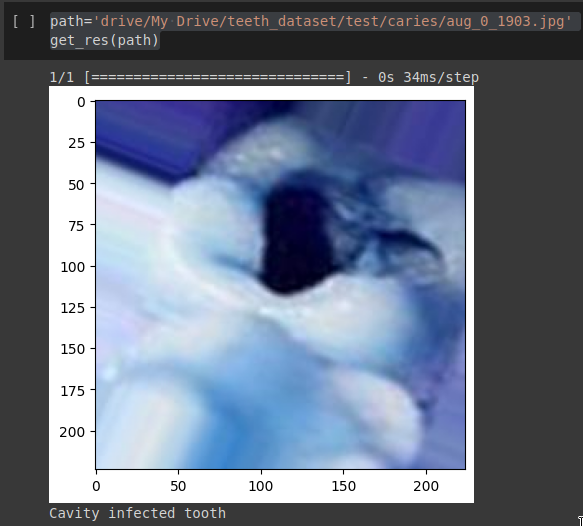 [ ] path='drive/My Drive/teeth_dataset/test/caries/aug_0_1903.jpg'
get_res(path)
1/1 [==============================] - 0s 34ms/step
0
25
50
75
100
125
150
175
200
0 50 100 150 200
Cavity infected tooth